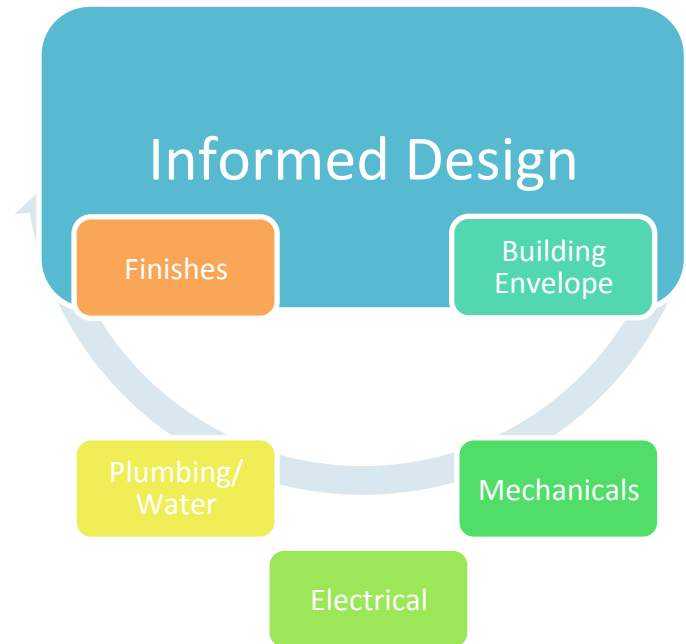 Informed Design
Finishes
Building
Envelope
Plumbing/
Water
Mechanicals
Electrical